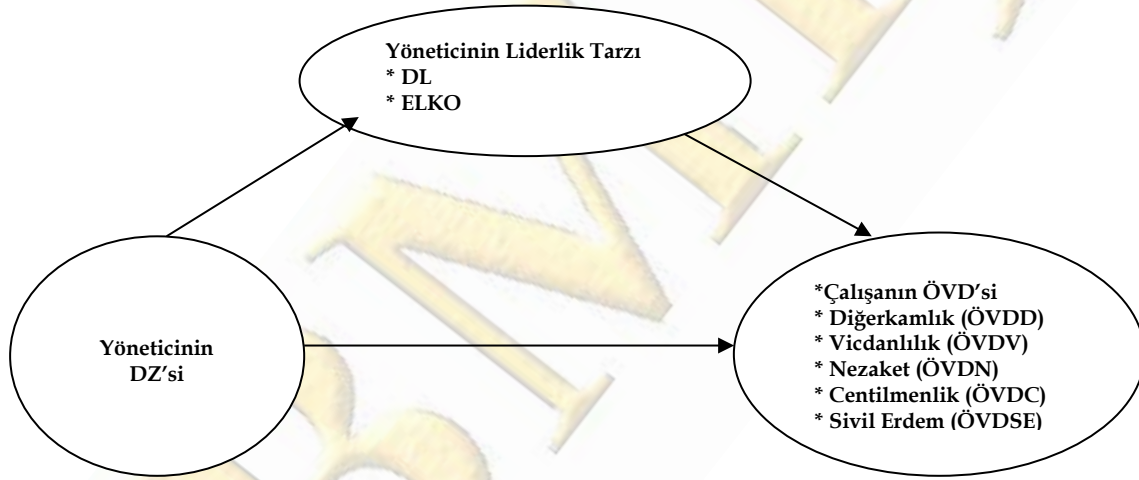 Yöneticinin Liderlik Tarzı
* DL
* ELKO
Yöneticinin
DZ’si
*Çalışanın ÖVD’si
* Diğerkamlık (ÖVDD)
* Vicdanlılık (ÖVDV)
* Nezaket (ÖVDN)
* Centilmenlik (ÖVDC)
* Sivil Erdem (ÖVDSE)